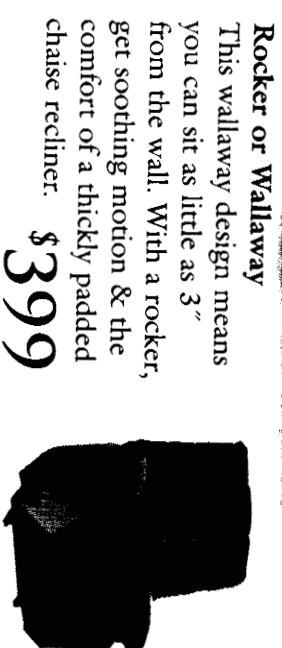 Rocker or Wallaway
This wallaway design means
you can sit as little as 3"
from the wall. With a rocker,
get soothing motion & the
comfort of a thickly padded
chaise recliner. $399